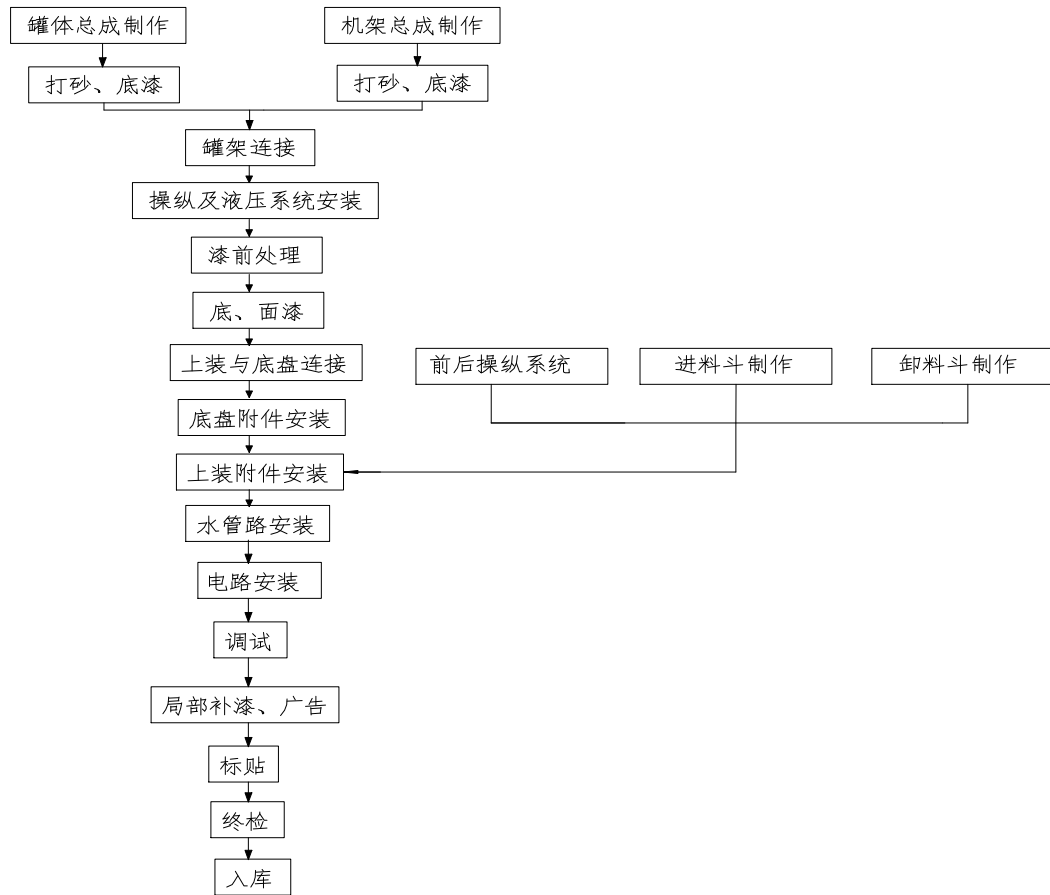 罐体总成制作
机架总成制作
打砂、底漆
打砂、底漆
罐架连接
操纵及液压系统安装
漆前处理
底、面漆
上装与底盘连接
前后操纵系统
进料斗制作
卸料斗制作
底盘附件安装
上装附件安装
水管路安装
电路安装
调试
局部补漆、广告
标贴
终检
入库